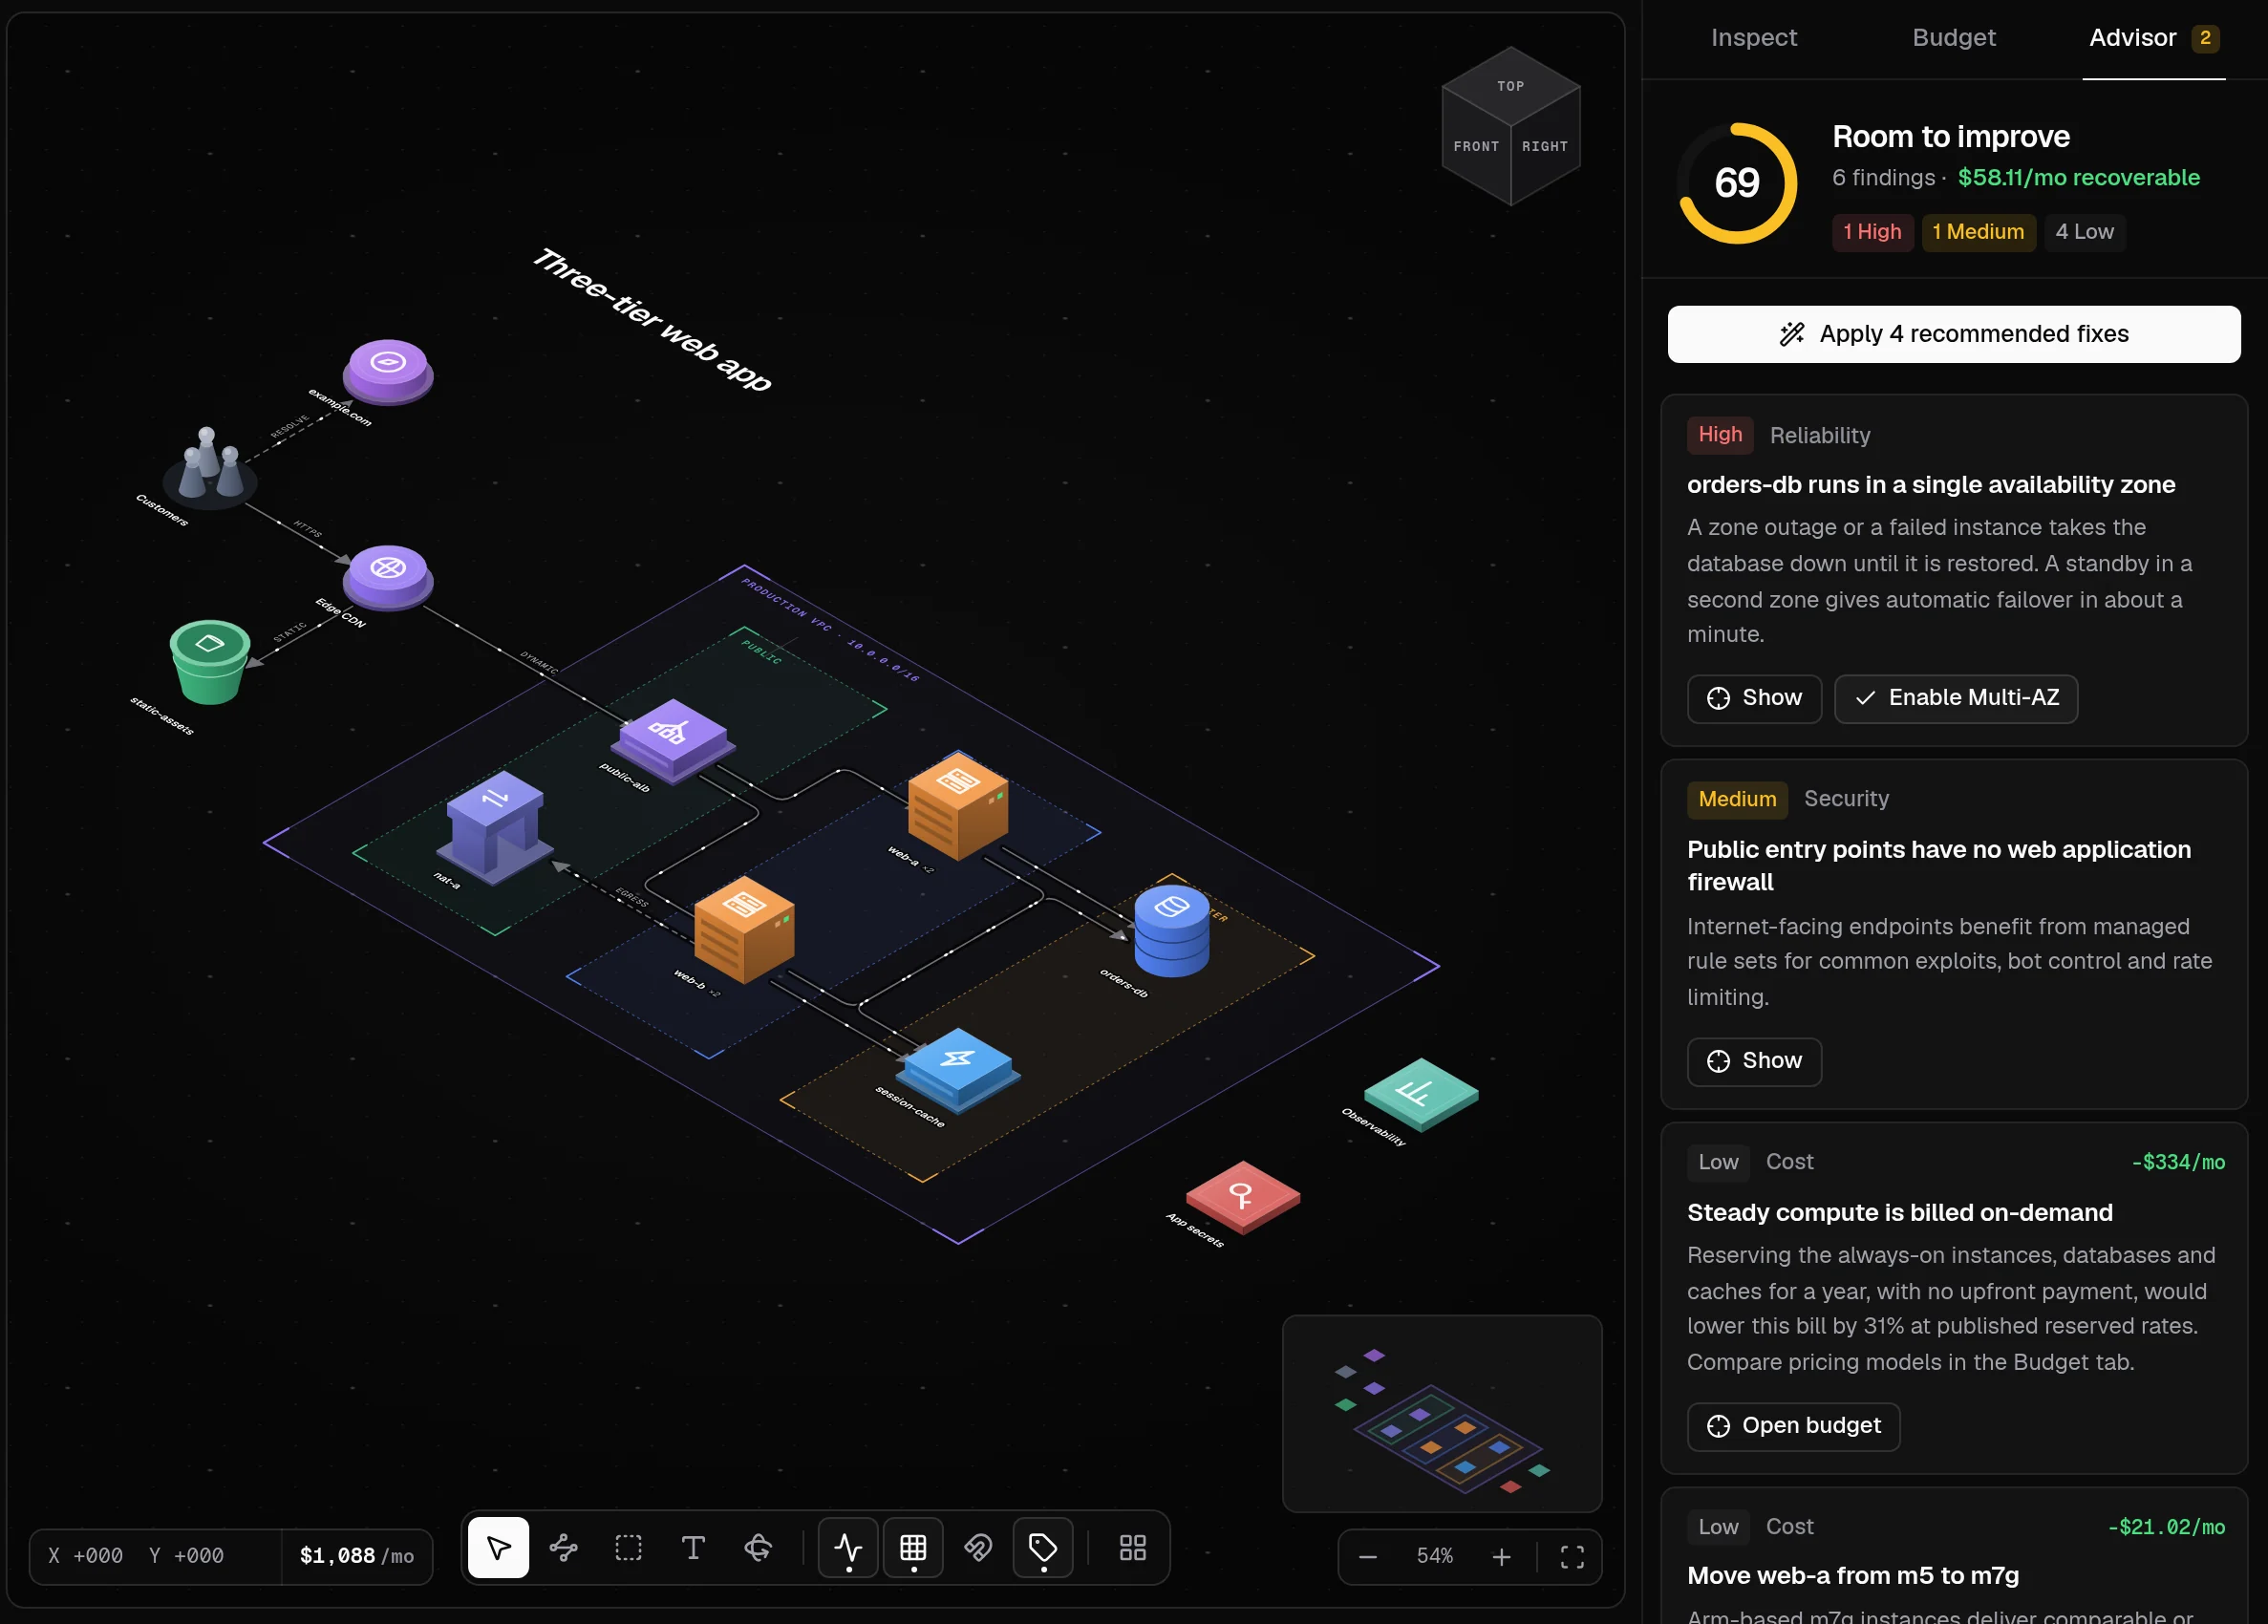 TOP
FRONT
RIGHT
Three-tier web app
example.com
RESOLVE
Customers
HTTPS
Edge CDN
STATIC
static-assets
DYNAMIC
PRODUCTION VPC · 10.0.0.0/16
PUBLIC
public-alb
nat-a
EGRESS
web-a ×2
web-b ×2
orders-db
session-cache
Observability
App secrets
X +000 Y +000 $1,088 /mo
54%
Inspect
Budget
Advisor 2
69
Room to improve
6 findings · $58.11/mo recoverable
1 High
1 Medium
4 Low
Apply 4 recommended fixes
High Reliability
orders-db runs in a single availability zone
A zone outage or a failed instance takes the
database down until it is restored. A standby in a
second zone gives automatic failover in about a
minute.
Show
Enable Multi-AZ
Medium Security
Public entry points have no web application
firewall
Internet-facing endpoints benefit from managed
rule sets for common exploits, bot control and rate
limiting.
Show
Low Cost -$334/mo
Steady compute is billed on-demand
Reserving the always-on instances, databases and
caches for a year, with no upfront payment, would
lower this bill by 31% at published reserved rates.
Compare pricing models in the Budget tab.
Open budget
Low Cost -$21.02/mo
Move web-a from m5 to m7g
Arm-based m7g instances deliver comparable or